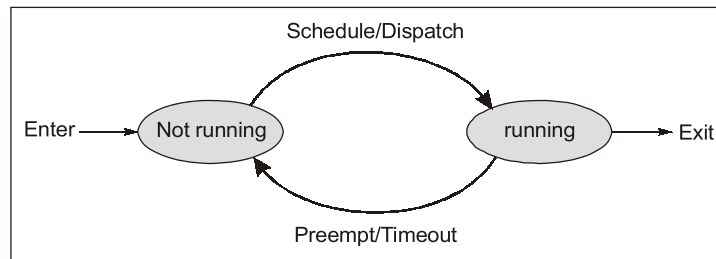 Schedule/Dispatch
Enter
Not running
running
Exit
Preempt/Timeout